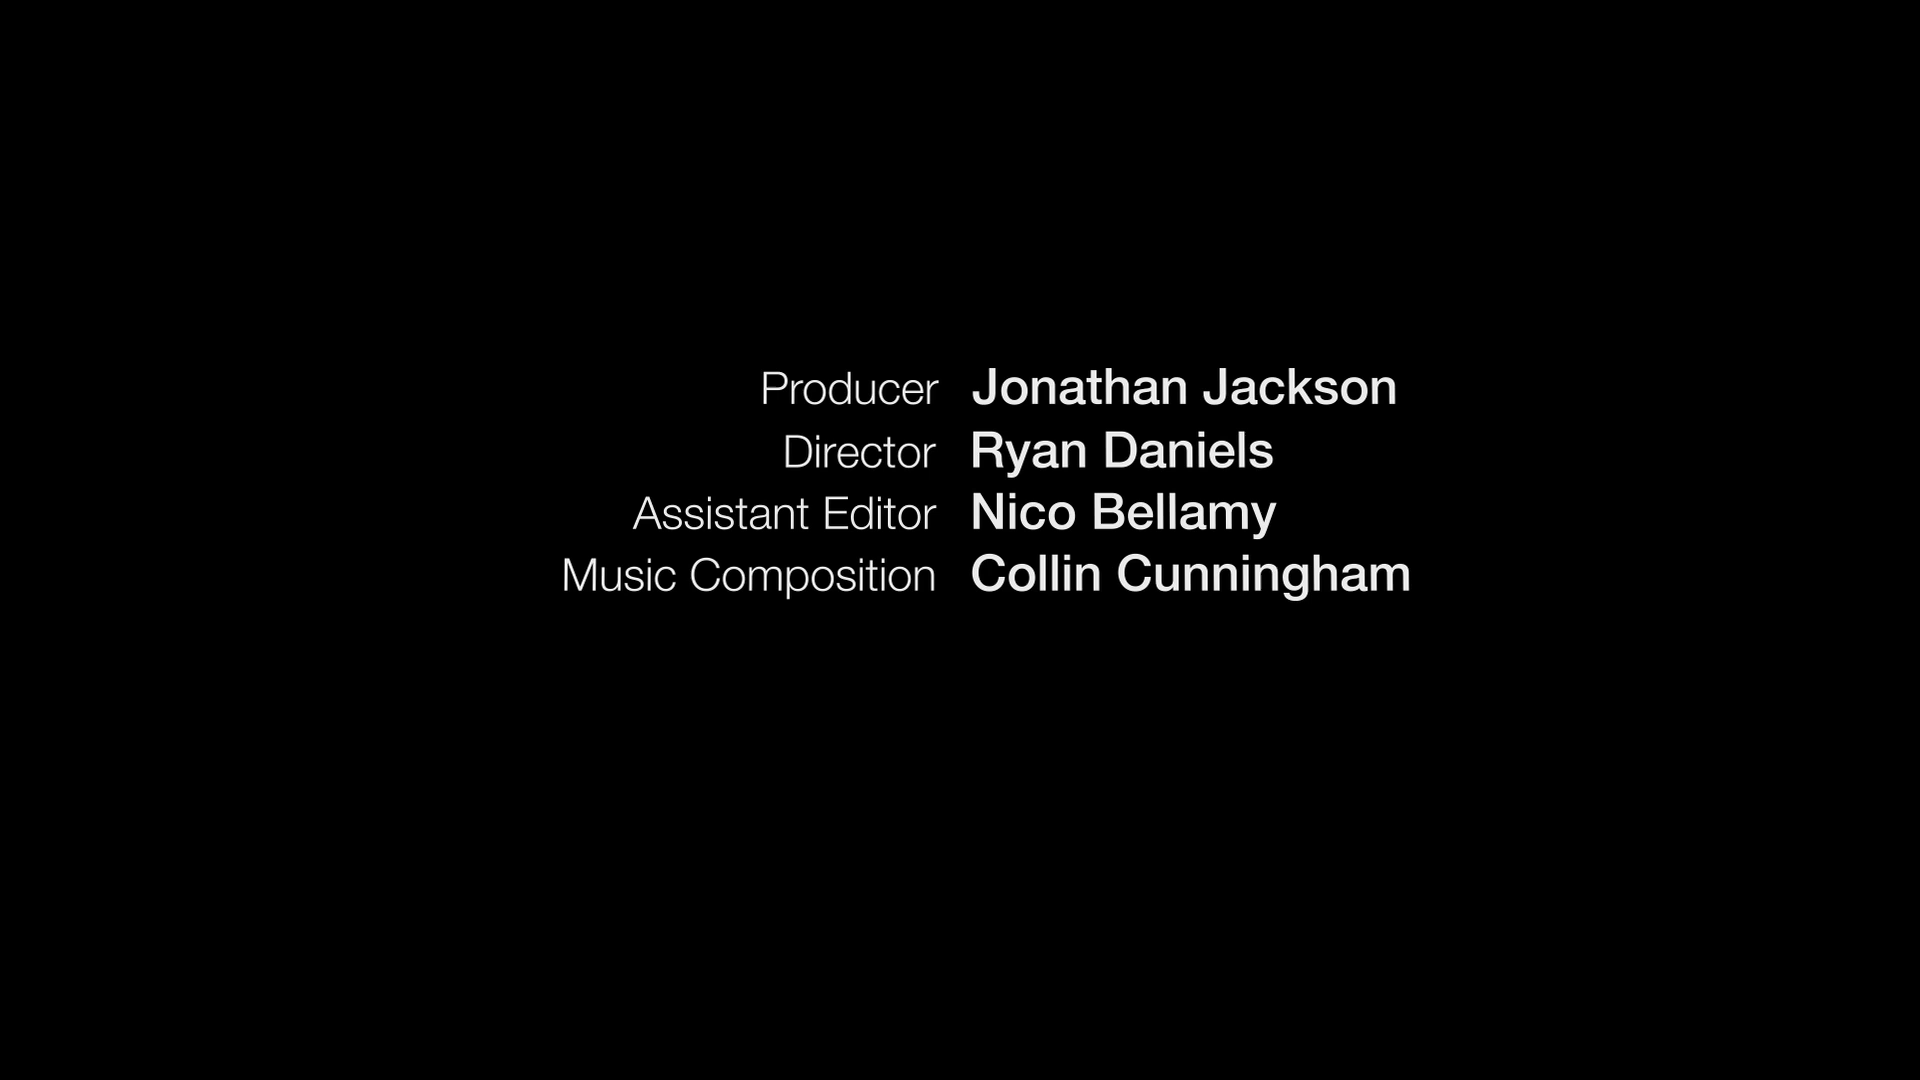 Producer Jonathan Jackson
Director Ryan Daniels
Assistant Editor Nico Bellamy
Music Composition Collin Cunningham